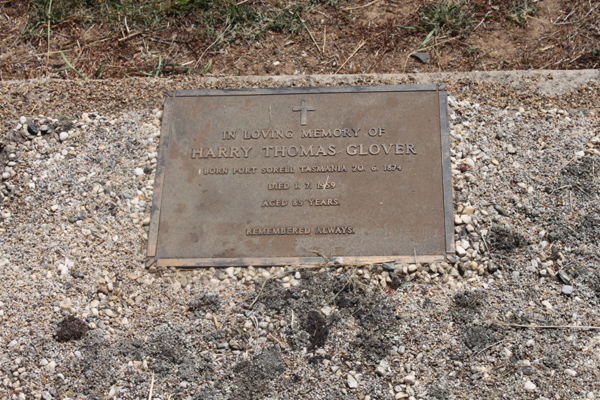 IN LOVING MEMORY OF
HARRY THOMAS GLOVER
BORN PORT SORELL TASMANIA 20. 6. 1874
DIED 1. 7. 1959
AGED 85 YEARS.
REMEMBERED ALWAYS.